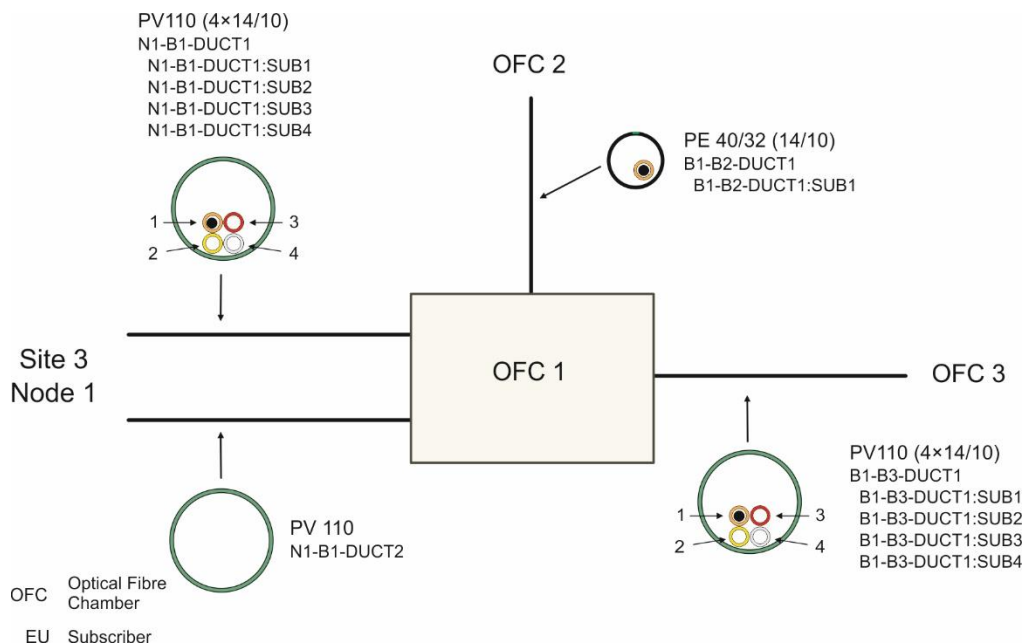 PV110 (4×14/10)
N1-B1-DUCT1
N1-B1-DUCT1:SUB1
N1-B1-DUCT1:SUB2
N1-B1-DUCT1:SUB3
N1-B1-DUCT1:SUB4
1
3
2
4
OFC 2
PE 40/32 (14/10)
B1-B2-DUCT1
B1-B2-DUCT1:SUB1
Site 3
Node 1
OFC 1
OFC 3
PV 110
N1-B1-DUCT2
PV110 (4×14/10)
B1-B3-DUCT1
B1-B3-DUCT1:SUB1
B1-B3-DUCT1:SUB2
B1-B3-DUCT1:SUB3
B1-B3-DUCT1:SUB4
1
3
2
4
OFC Optical Fibre
Chamber
EU Subscriber